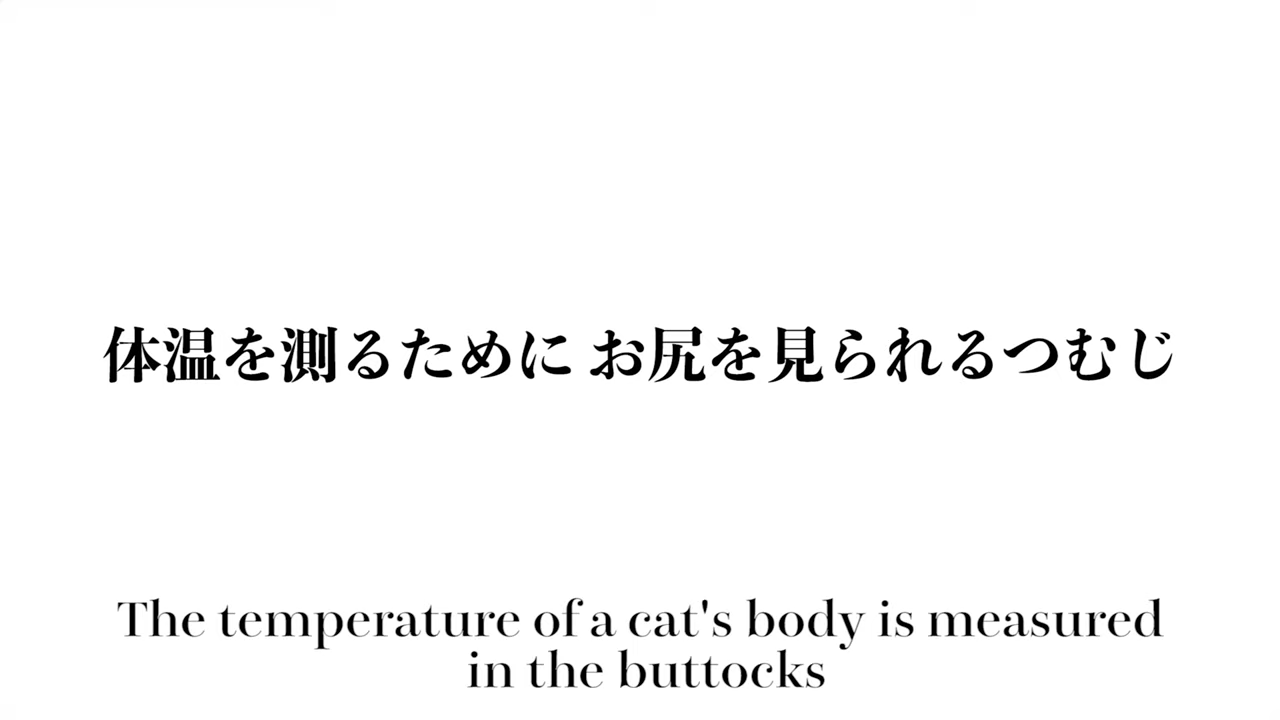 体温を測るために お尻を見られるつむじ
The temperature of a cat's body is measured
in the buttocks